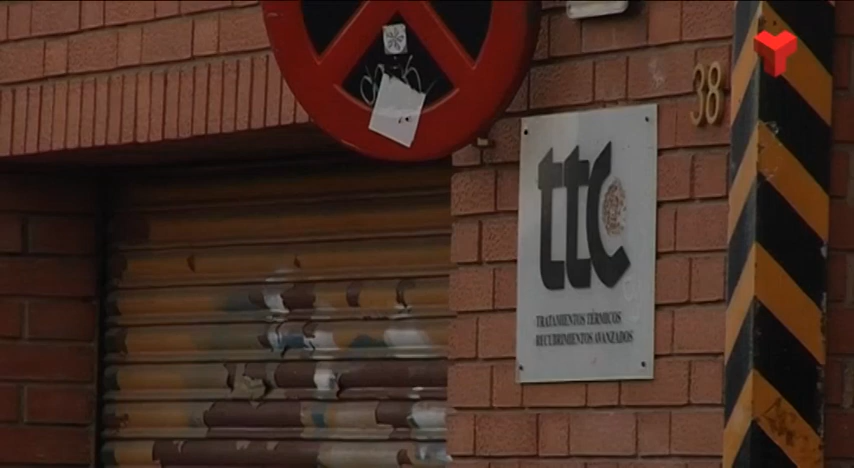 38
ttc
TRATAMIENTOS TÉRMICOS
RECUBRIMIENTOS AVANZADOS